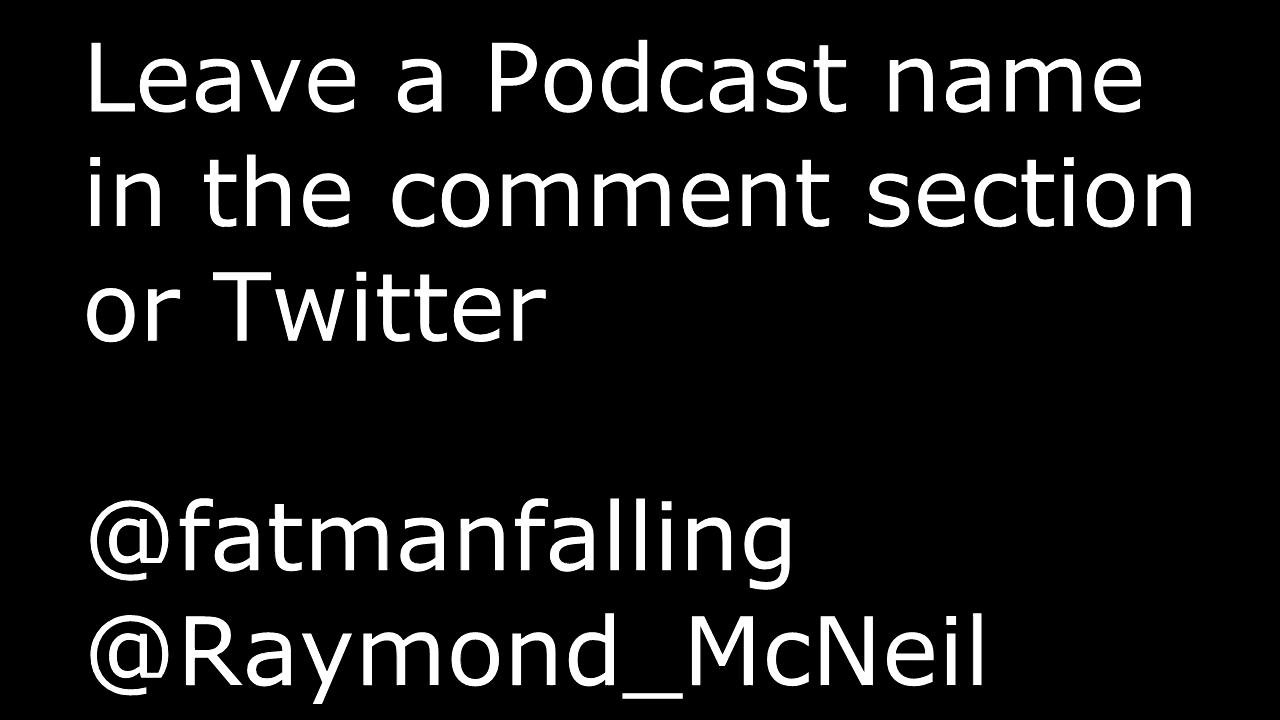 Leave a Podcast name
in the comment section
or Twitter
@fatmanfalling
@Raymond_McNeil